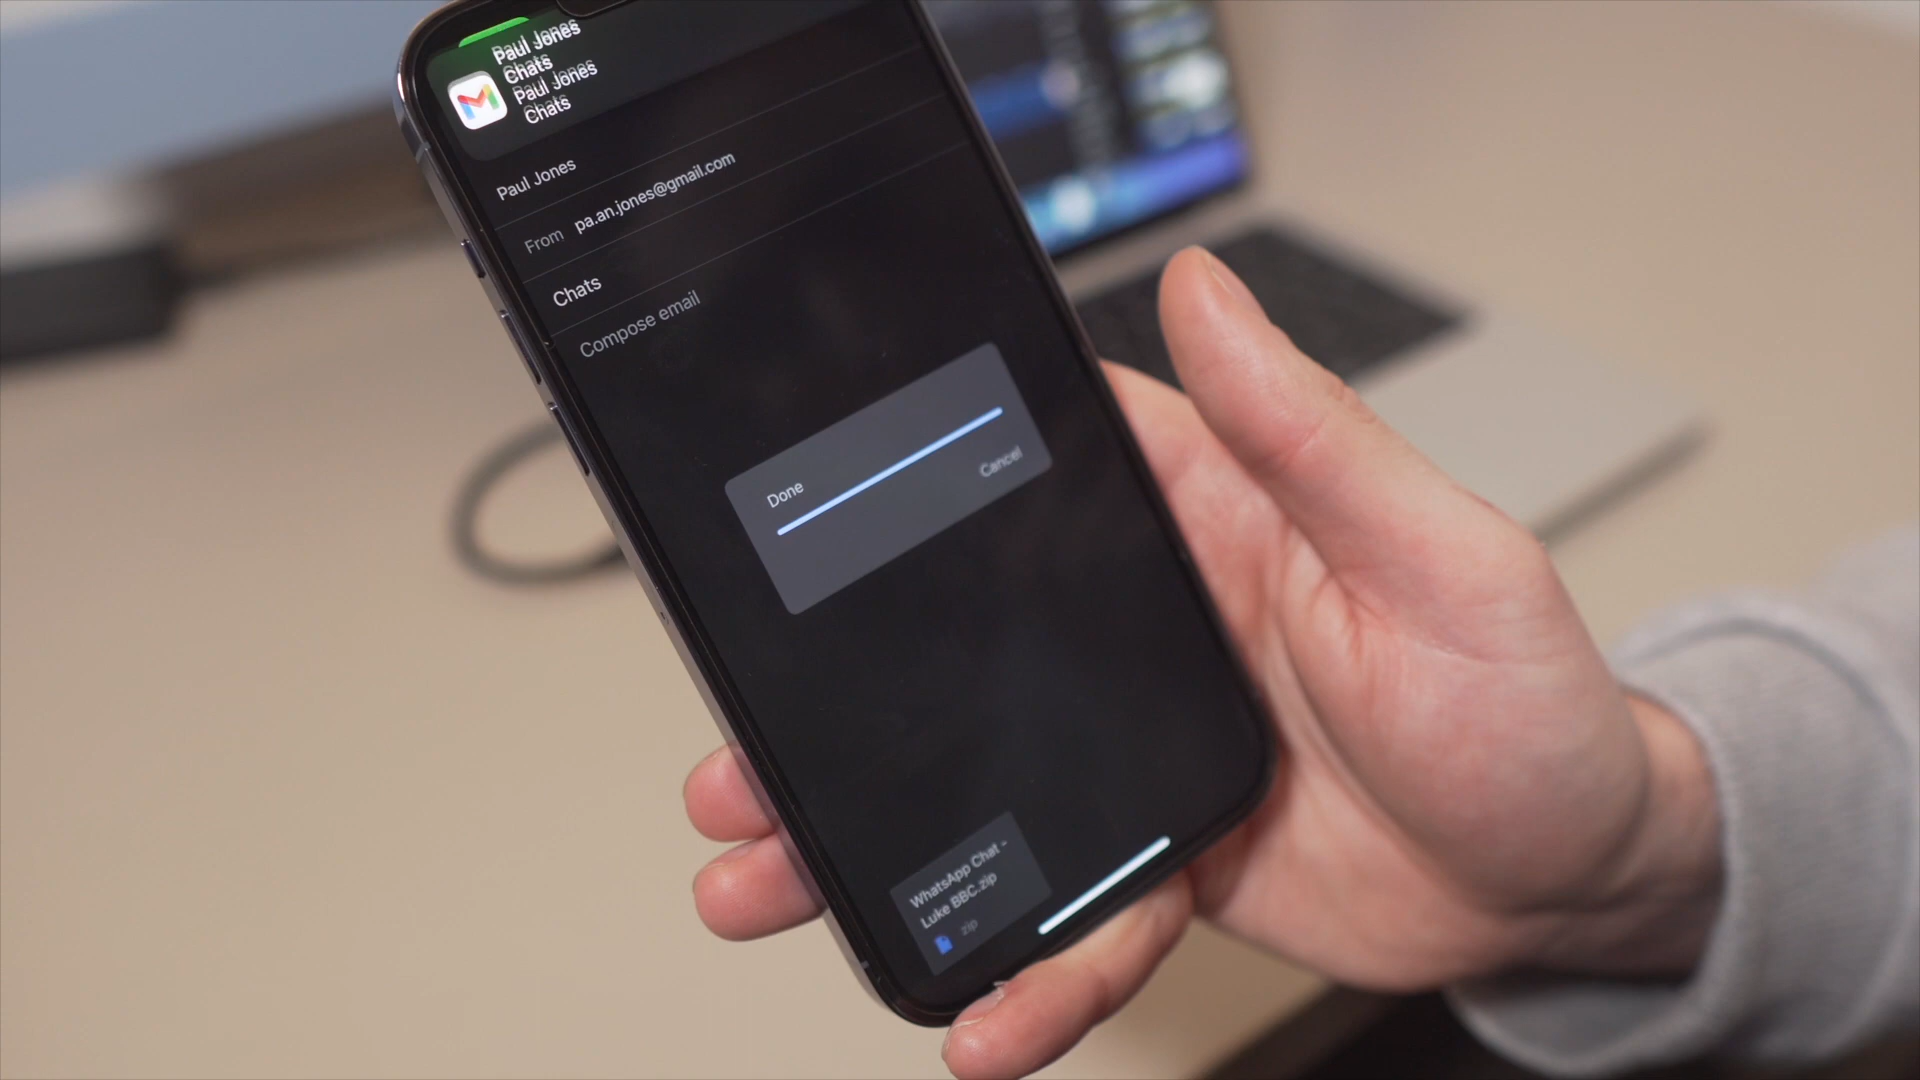 Paul Jones
Chats
Paul Jones
Chats
Paul Jones
From pa.an.jones@gmail.com
Chats
Compose email
Done
Cancel
WhatsApp Chat -
Luke BBC.zip
zip